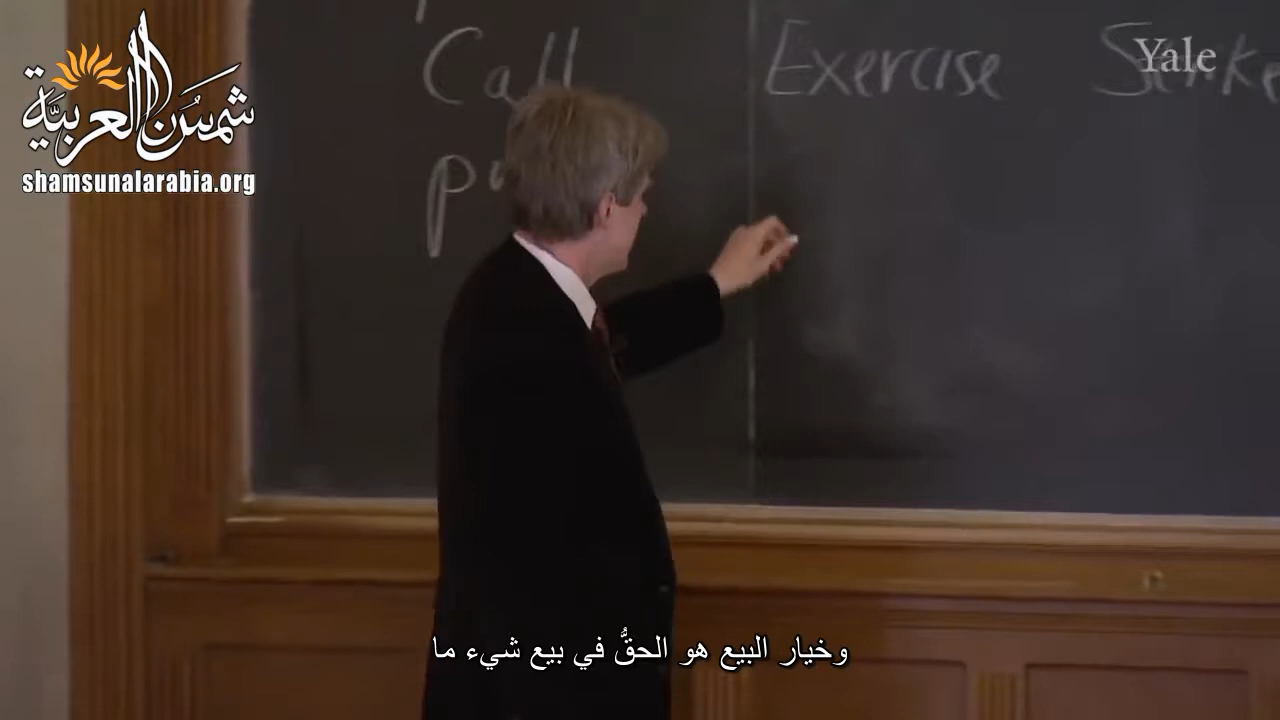 شمس العربية
shamsunalarabia.org
Yale
Call Exercise
وخيار البيع هو الحقُّ في بيع شيء ما